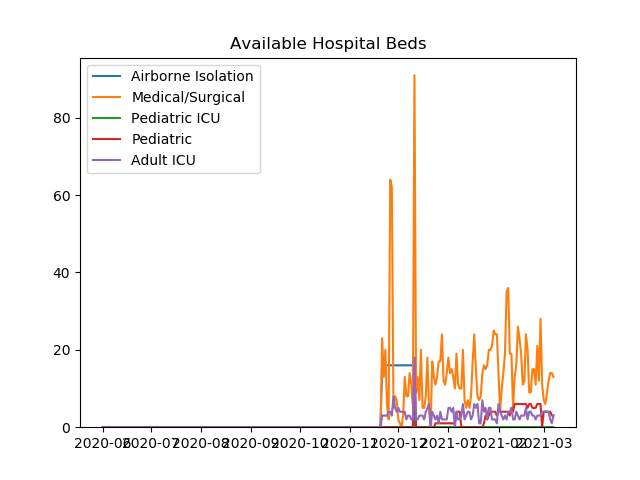 Available Hospital Beds
Airborne Isolation
Medical/Surgical
Pediatric ICU
Pediatric
Adult ICU
80
60
40
20
0
2020-06 2020-07 2020-08 2020-09 2020-10 2020-11 2020-12 2021-01 2021-02 2021-03